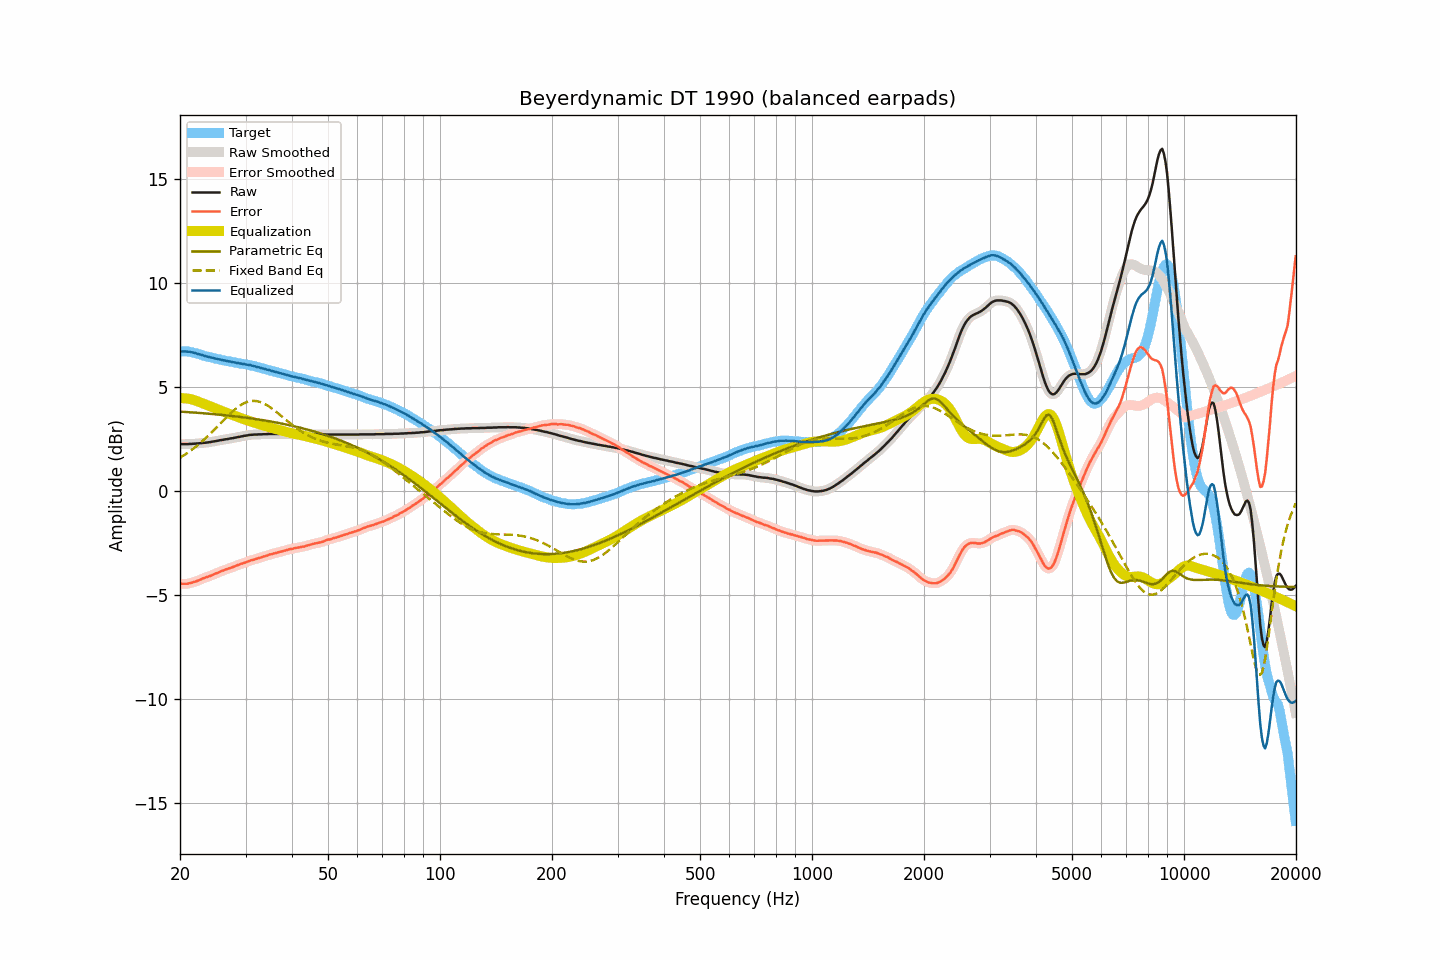 Beyerdynamic DT 1990 (balanced earpads)
Target
Raw Smoothed
Error Smoothed
Raw
Error
Equalization
Parametric Eq
Fixed Band Eq
Equalized
Amplitude (dBr)
15
10
5
0
−5
−10
−15
20 50 100 200 500 1000 2000 5000 10000 20000
Frequency (Hz)